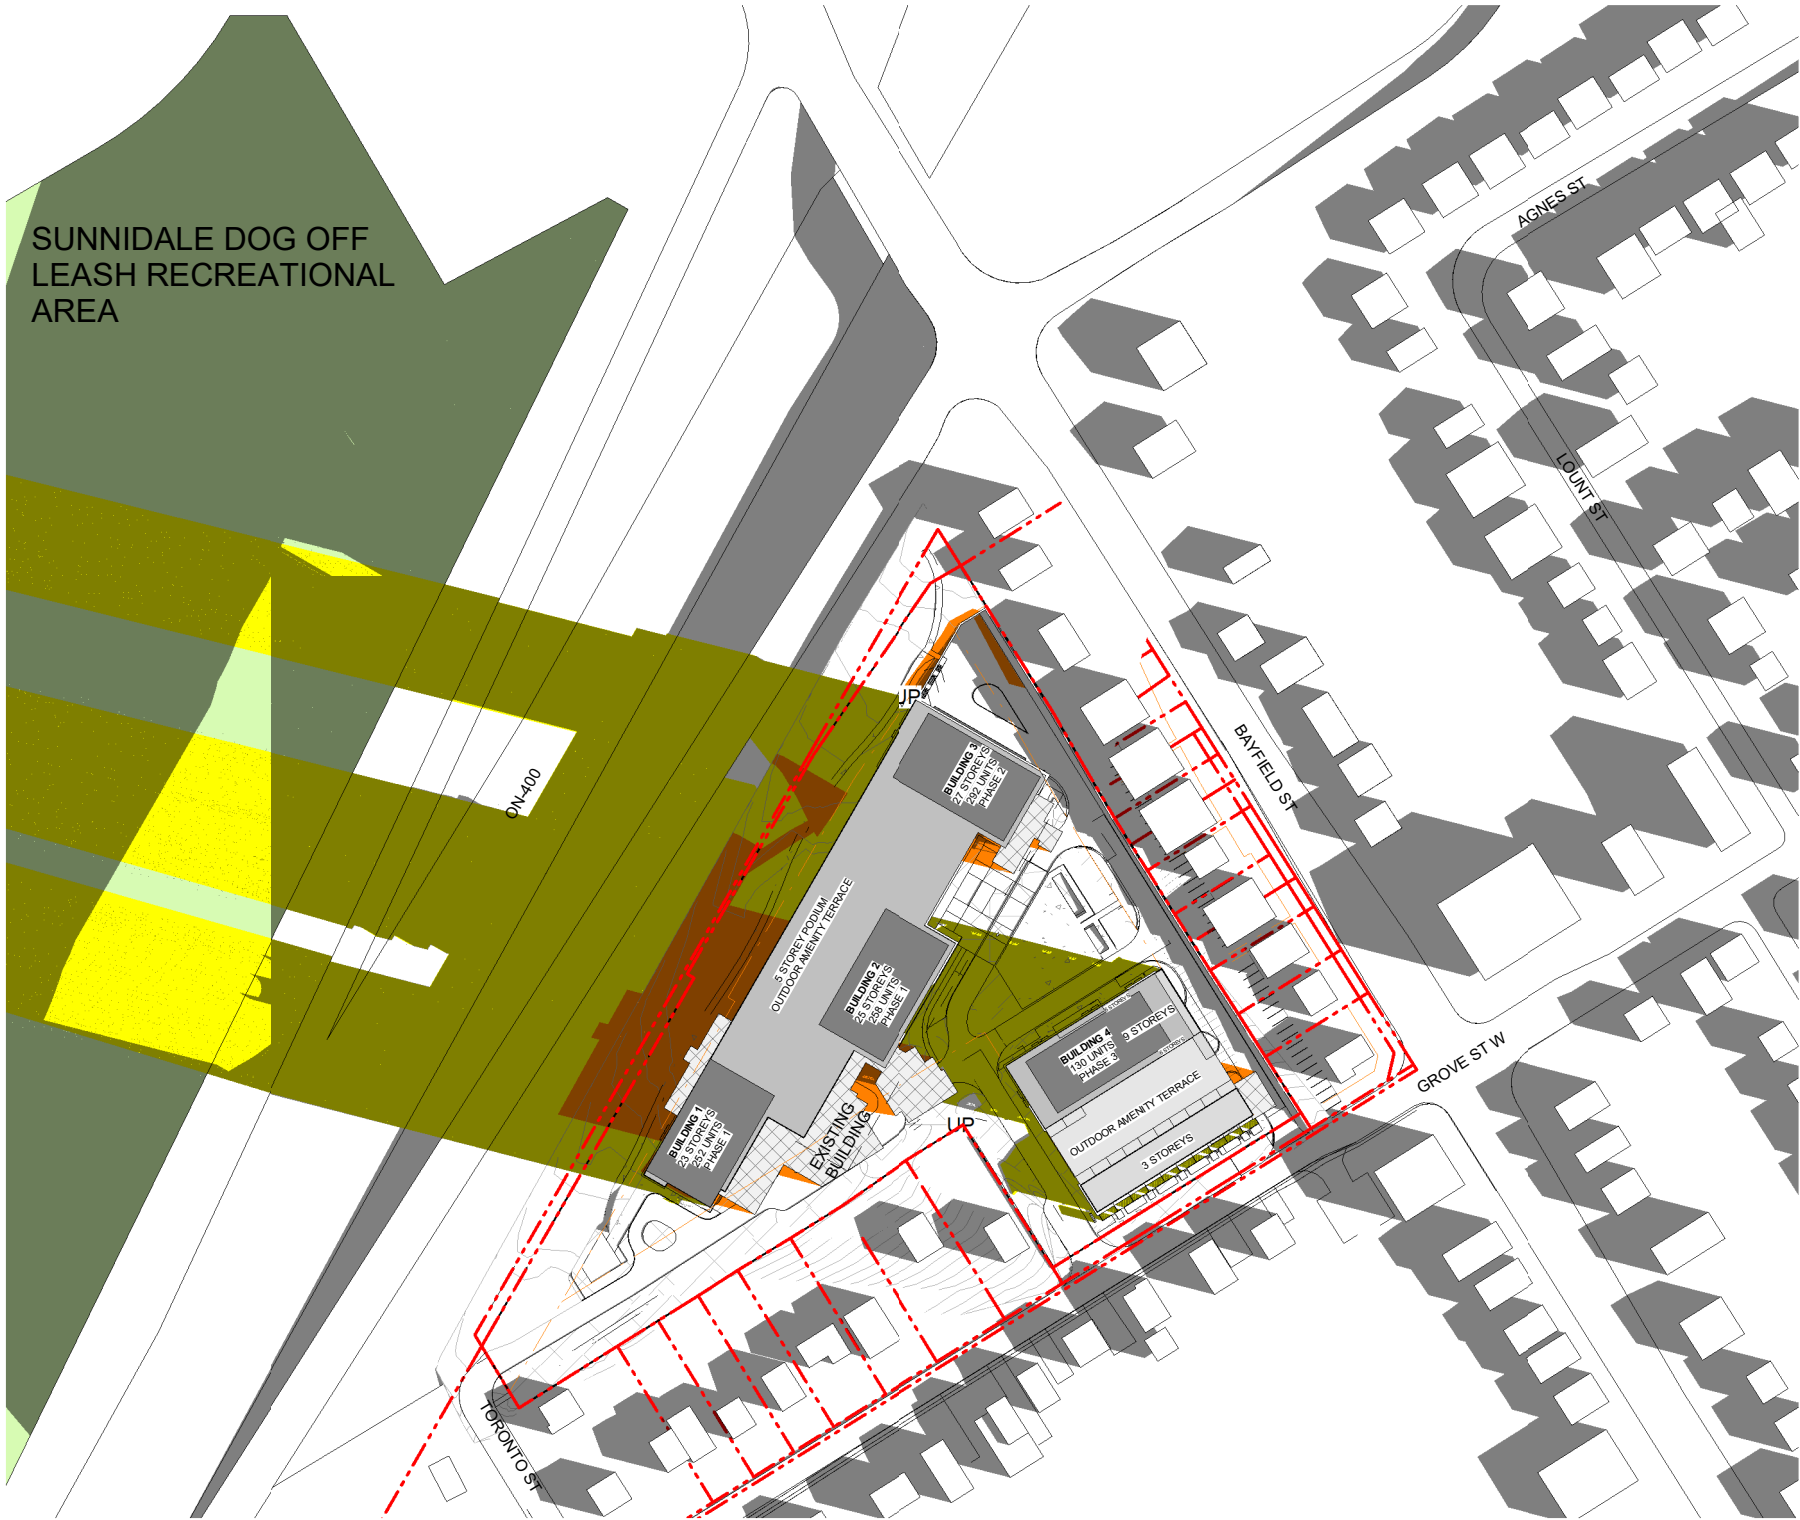 SUNNIDALE DOG OFF
LEASH RECREATIONAL
AREA
AGNES ST
LOUNT ST
BAYFIELD ST
GROVE ST W
TORONTO ST
ON-400
UP
BUILDING 3
27 STOREYS
292 UNITS
PHASE 2
5 STOREY PODIUM
OUTDOOR AMENITY TERRACE
BUILDING 2
25 STOREYS
258 UNITS
PHASE 1
BUILDING 1
23 STOREYS
252 UNITS
PHASE 1
EXISTING
BUILDING
UP
BUILDING 4
130 UNITS
PHASE 3
9 STOREYS
OUTDOOR AMENITY TERRACE
3 STOREYS